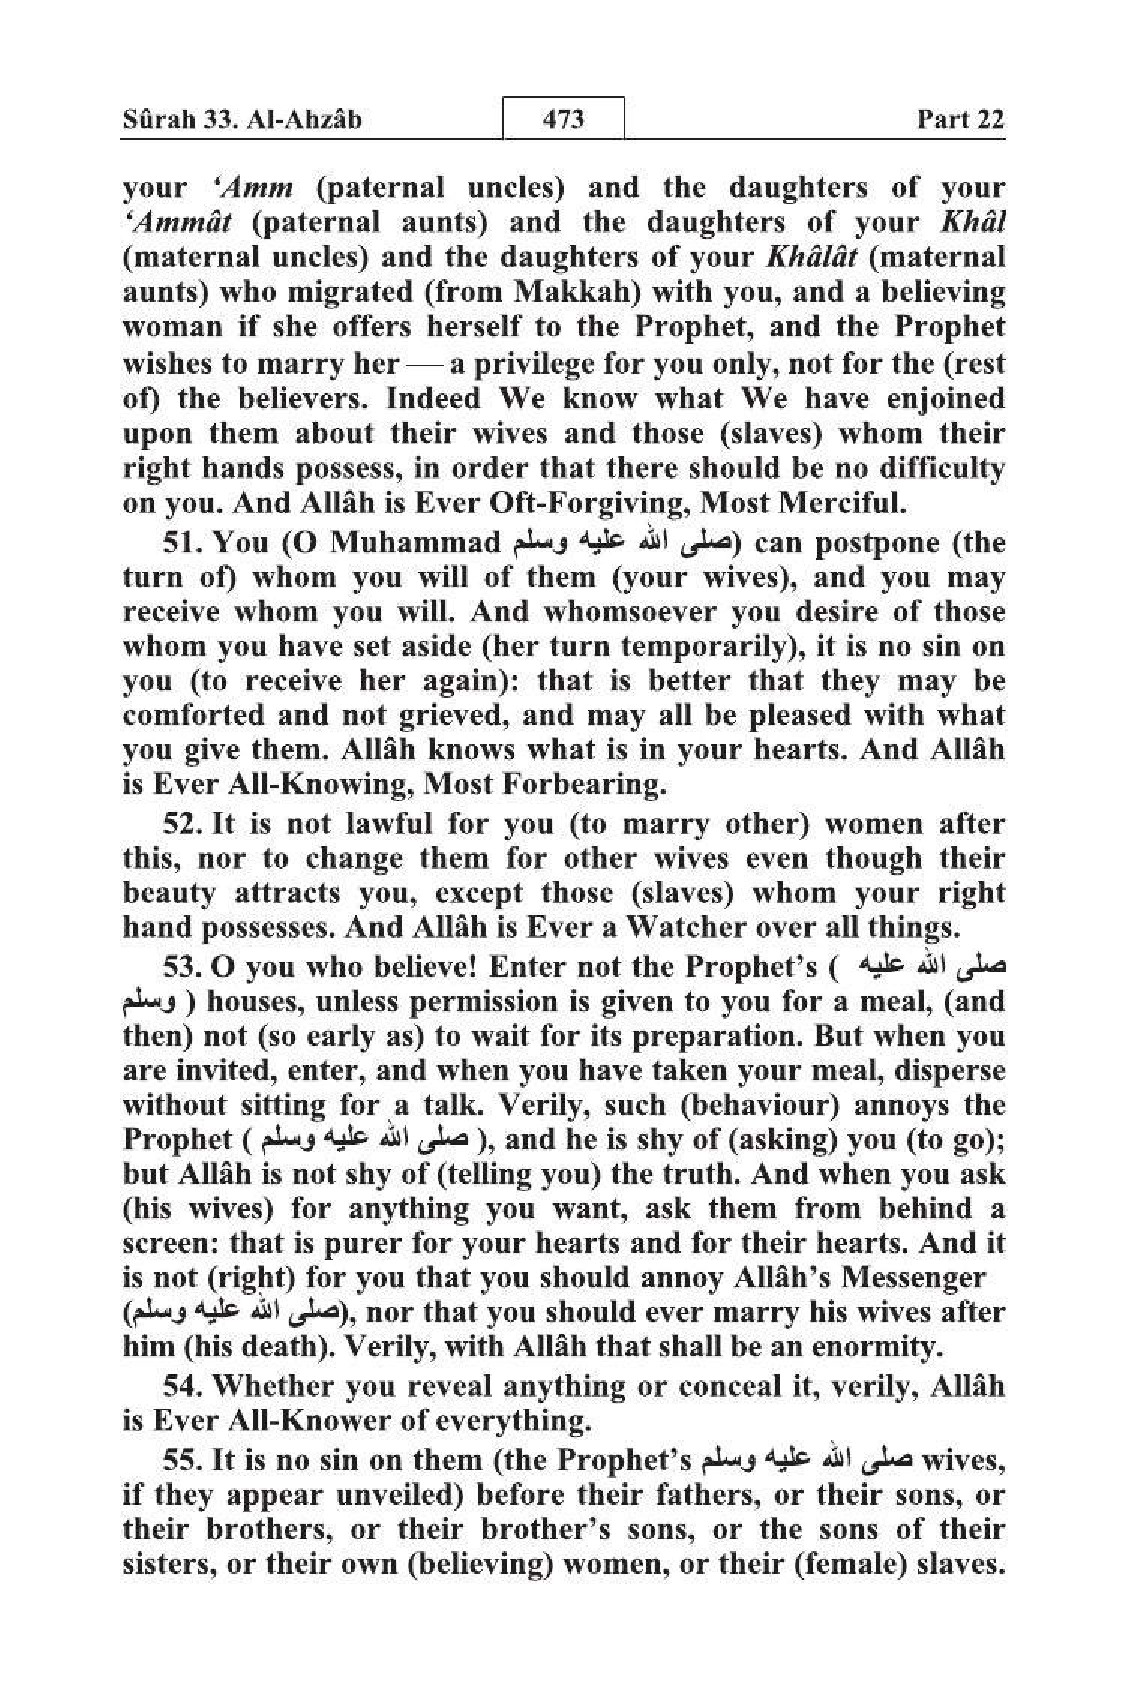 Sûrah 33. Al-Ahzâb 473 Part 22
your ‘Amm (paternal uncles) and the daughters of your
‘Ammât (paternal aunts) and the daughters of your Khâl
(maternal uncles) and the daughters of your Khâlât (maternal
aunts) who migrated (from Makkah) with you, and a believing
woman if she offers herself to the Prophet, and the Prophet
wishes to marry her — a privilege for you only, not for the (rest
of) the believers. Indeed We know what We have enjoined
upon them about their wives and those (slaves) whom their
right hands possess, in order that there should be no difficulty
on you. And Allâh is Ever Oft-Forgiving, Most Merciful.
51. You (O Muhammad صلى الله عليه وسلم) can postpone (the
turn of) whom you will of them (your wives), and you may
receive whom you will. And whomsoever you desire of those
whom you have set aside (her turn temporarily), it is no sin on
you (to receive her again): that is better that they may be
comforted and not grieved, and may all be pleased with what
you give them. Allâh knows what is in your hearts. And Allâh
is Ever All-Knowing, Most Forbearing.
52. It is not lawful for you (to marry other) women after
this, nor to change them for other wives even though their
beauty attracts you, except those (slaves) whom your right
hand possesses. And Allâh is Ever a Watcher over all things.
53. O you who believe! Enter not the Prophet’s ( صلى الله عليه
وسلم ) houses, unless permission is given to you for a meal, (and
then) not (so early as) to wait for its preparation. But when you
are invited, enter, and when you have taken your meal, disperse
without sitting for a talk. Verily, such (behaviour) annoys the
Prophet ( صلى الله عليه وسلم ), and he is shy of (asking) you (to go);
but Allâh is not shy of (telling you) the truth. And when you ask
(his wives) for anything you want, ask them from behind a
screen: that is purer for your hearts and for their hearts. And it
is not (right) for you that you should annoy Allâh’s Messenger
(صلى الله عليه وسلم), nor that you should ever marry his wives after
him (his death). Verily, with Allâh that shall be an enormity.
54. Whether you reveal anything or conceal it, verily, Allâh
is Ever All-Knower of everything.
55. It is no sin on them (the Prophet’s صلى الله عليه وسلم wives,
if they appear unveiled) before their fathers, or their sons, or
their brothers, or their brother’s sons, or the sons of their
sisters, or their own (believing) women, or their (female) slaves.